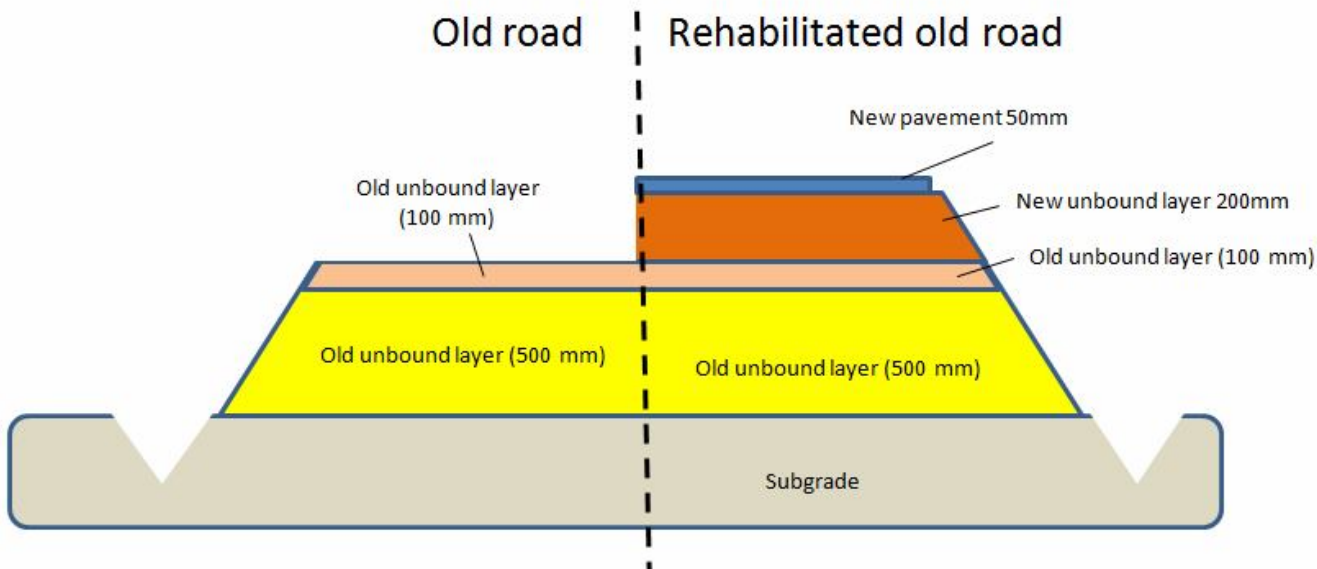 Old road
Rehabilitated old road
New pavement 50mm
Old unbound layer
(100 mm)
New unbound layer 200mm
Old unbound layer (100 mm)
Old unbound layer (500 mm)
Old unbound layer (500 mm)
Subgrade